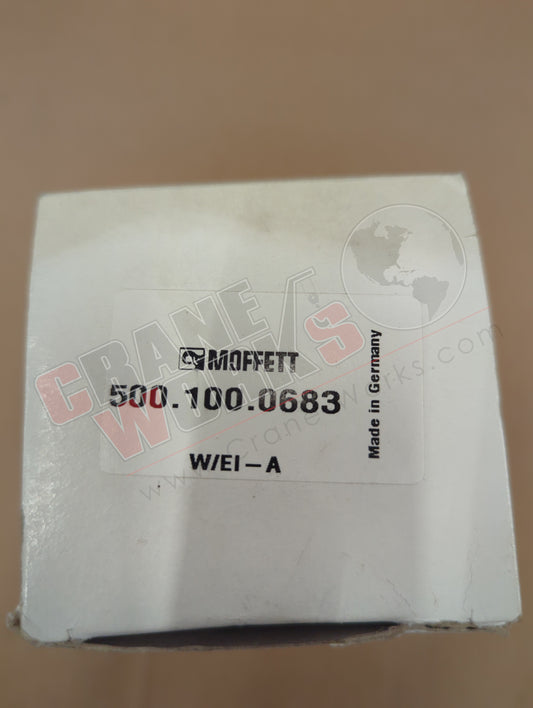 MOFFETT
500.100.0683
W/EI-A
Made in Germany
CRANE
WORKS
www.CraneWorks.com